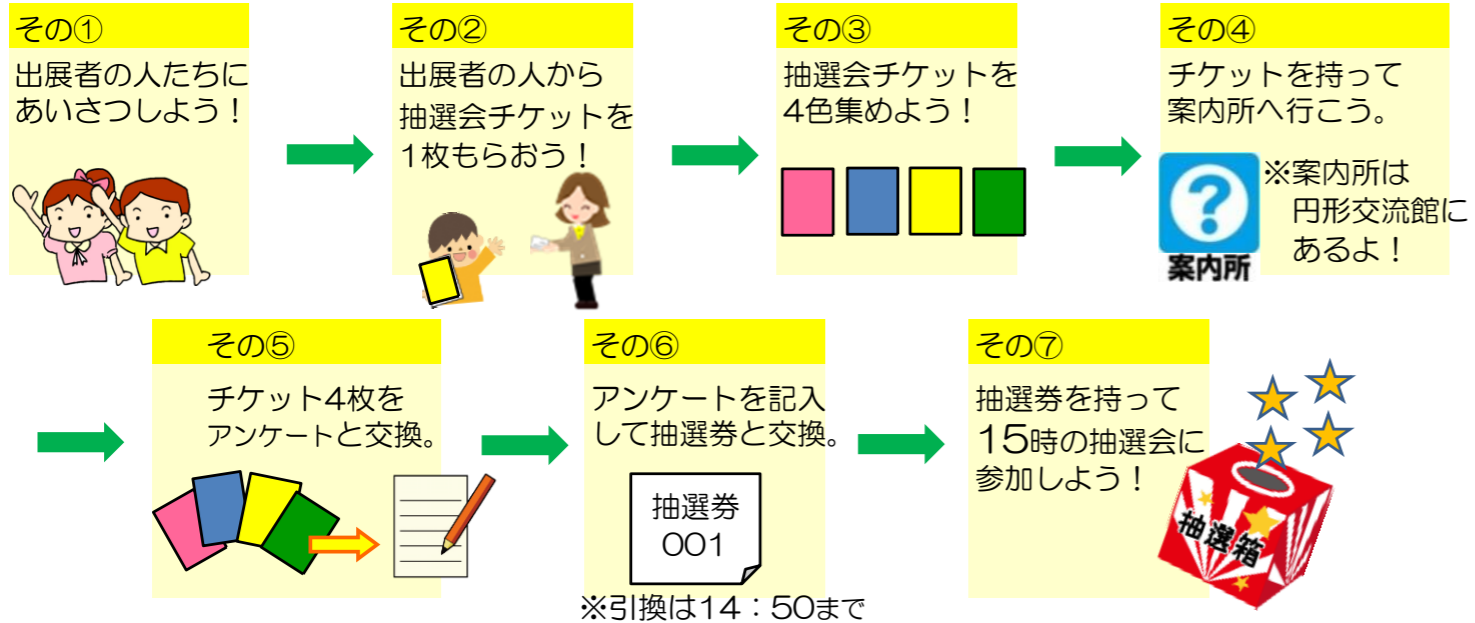 その①
出展者の人たちに
あいさつしよう！
その②
出展者の人から
抽選会チケットを
1枚もらおう！
その③
抽選会チケットを
4色集めよう！
その④
チケットを持って
案内所へ行こう。
?
案内所
※案内所は
円形交流館に
あるよ！
その⑤
チケット4枚を
アンケートと交換。
その⑥
アンケートを記入
して抽選券と交換。
抽選券
001
※引換は14：50まで
その⑦
抽選券を持って
15時の抽選会に
参加しよう！
抽選箱